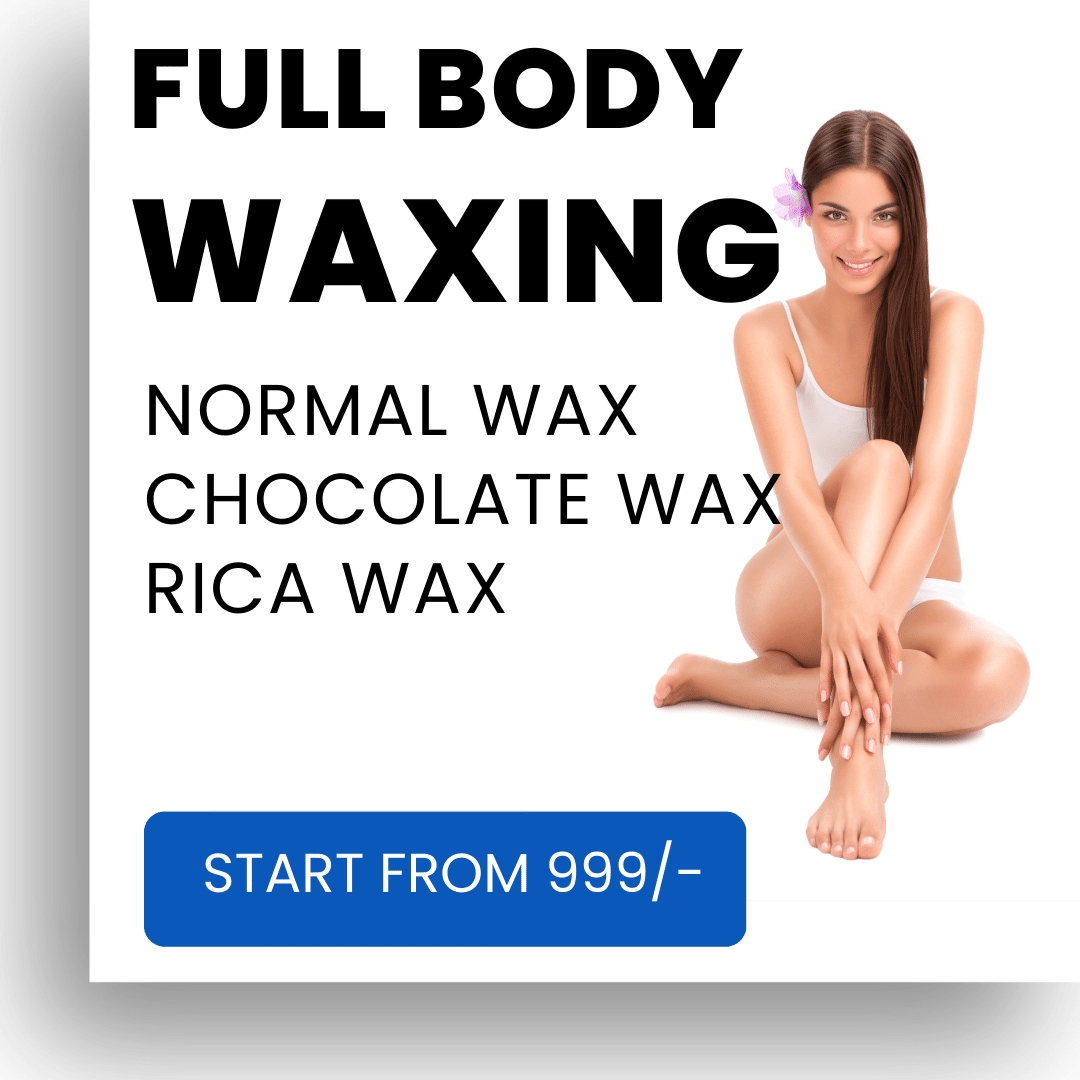 FULL BODY
WAXING
NORMAL WAX
CHOCOLATE WAX
RICA WAX
START FROM 999/-